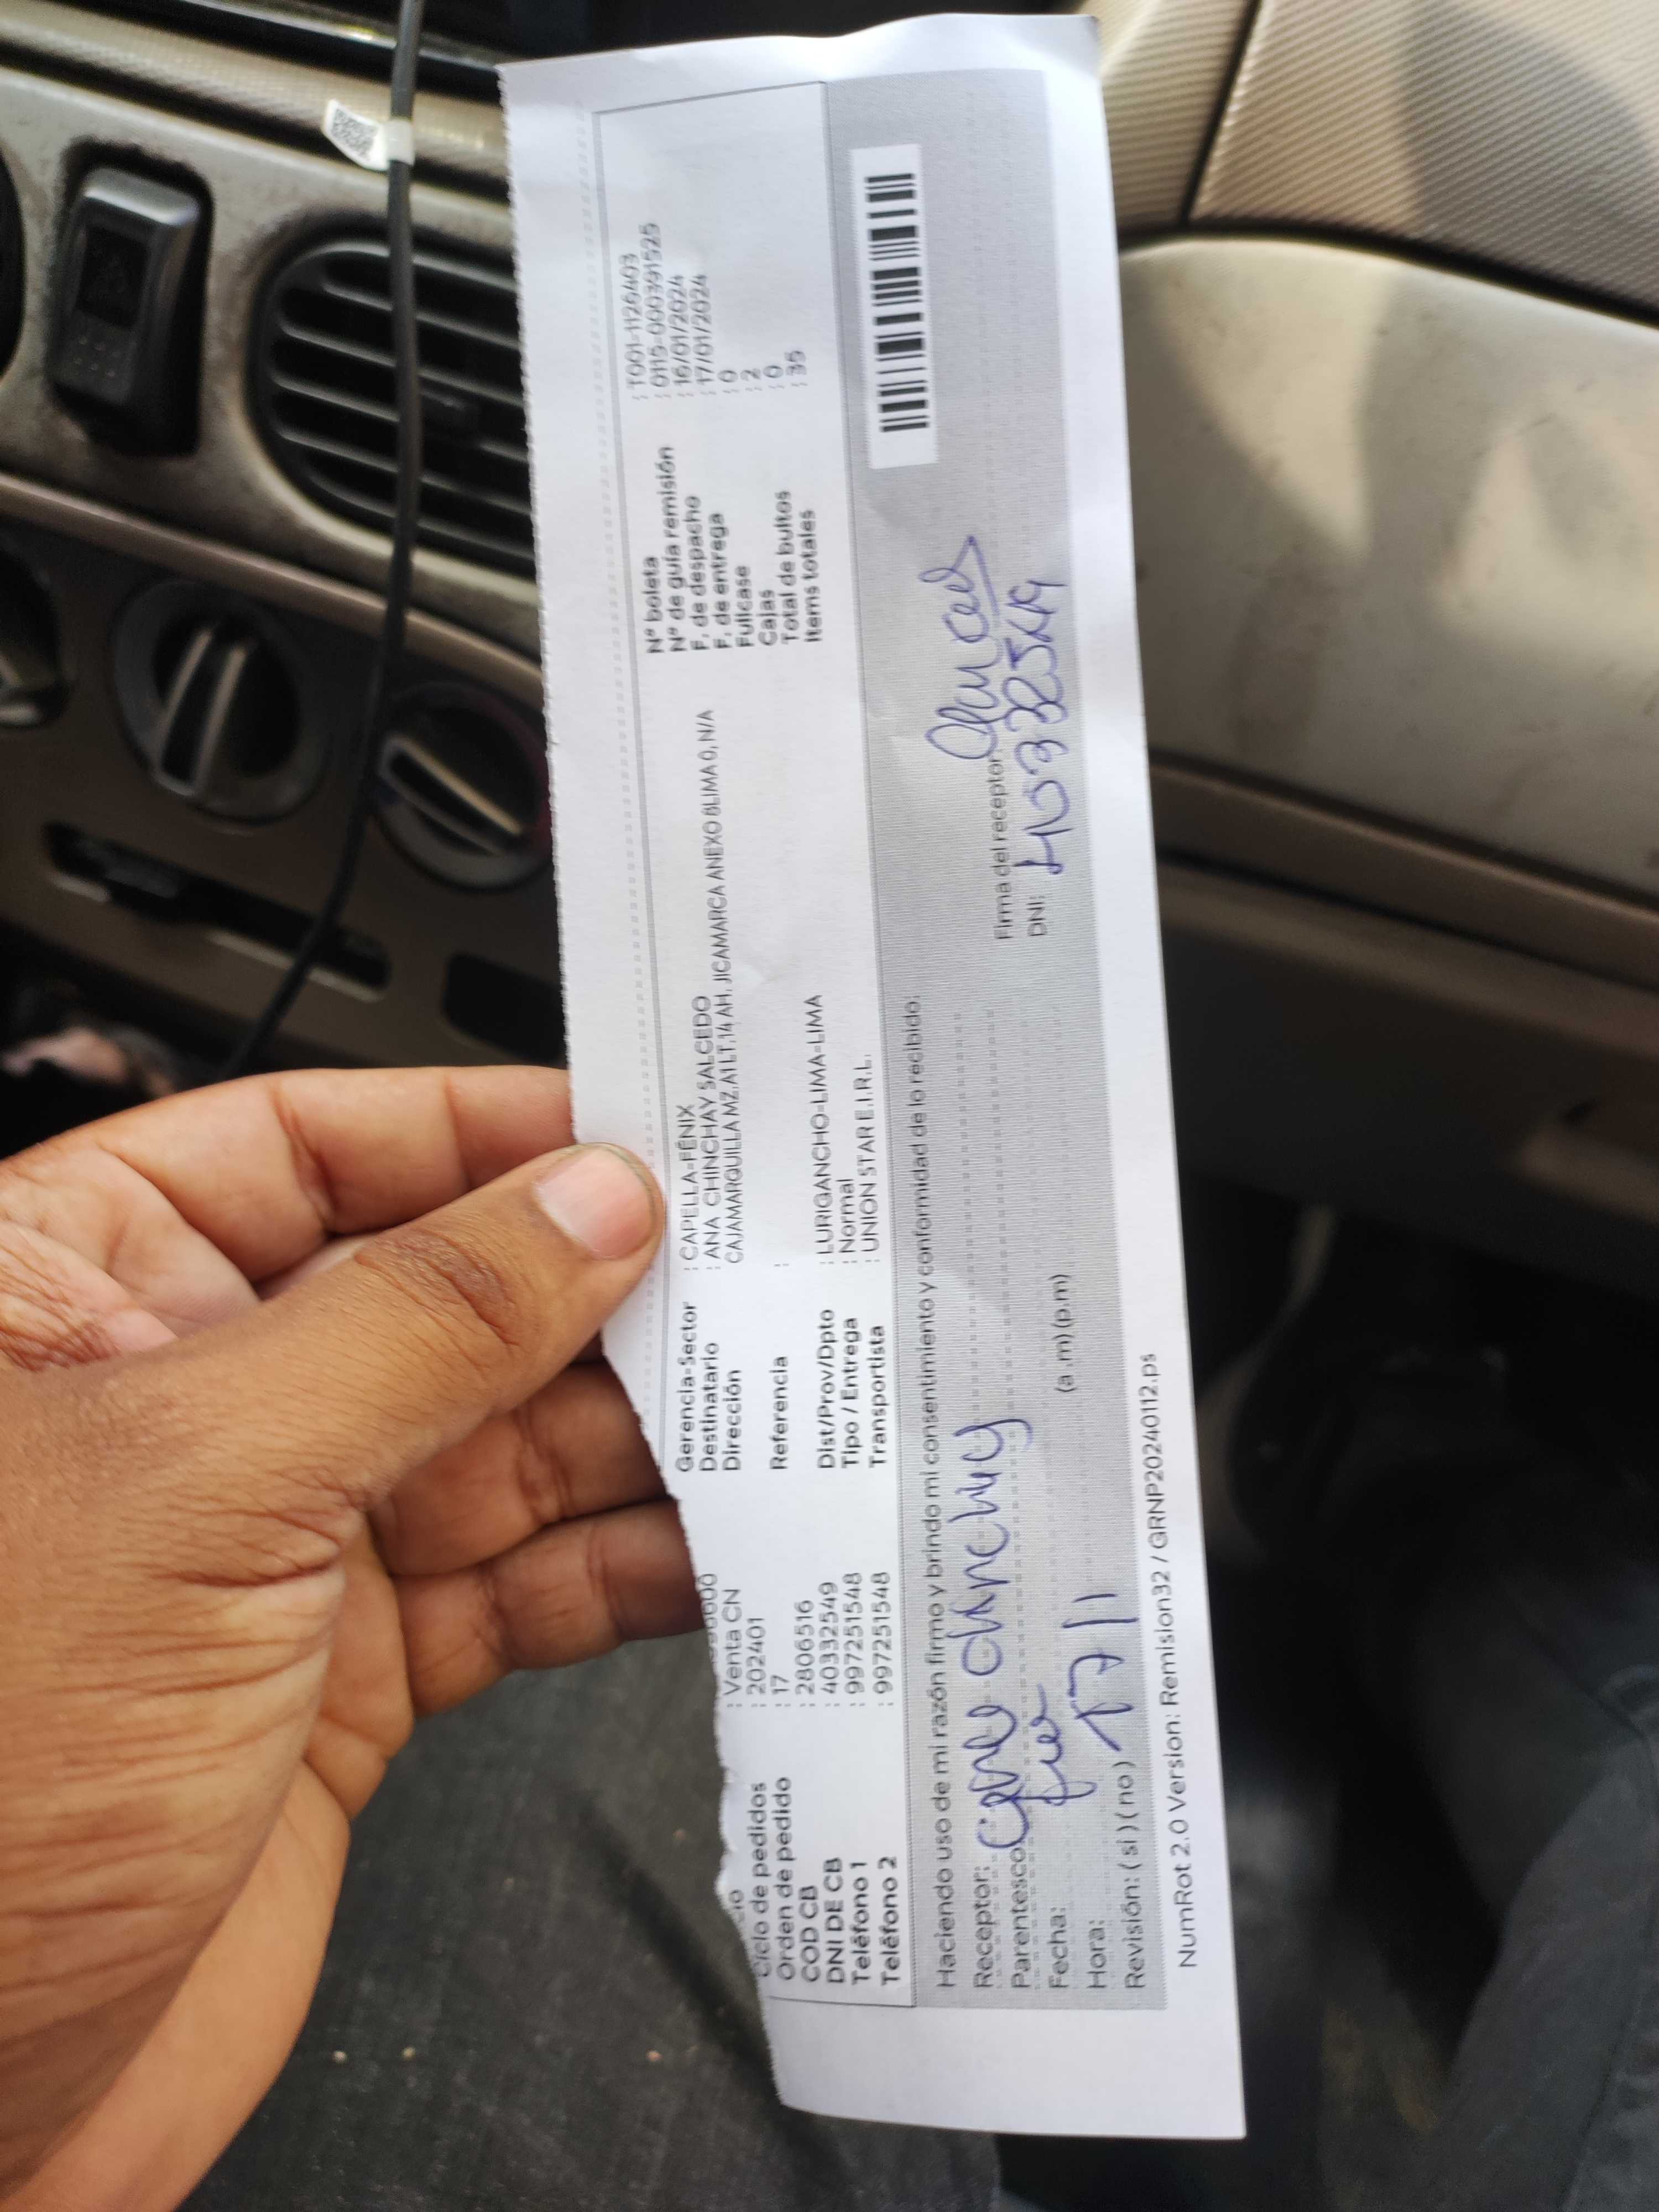 ...00
: Venta CN
Ciclo de pedidos : 202401
Orden de pedido : 17
COD CB : 2806516
DNI DE CB : 40332549
Teléfono 1 : 997251548
Teléfono 2 : 997251548
Gerencia-Sector : CAPELLA-FÉNIX
Destinatario : ANA CHINCHAY SALCEDO
Dirección CAJAMARQUILLA MZ,A1 LT,14 AH, JICAMARCA ANEXO 8LIMA 0, N/A
Referencia :
Dist/Prov/Dpto : LURIGANCHO-LIMA-LIMA
Tipo / Entrega : Normal
Transportista : UNION STAR E.I.R.L.
N° boleta : T001-1126403
N° de guía remisión : 0115-000391525
F. de despacho : 16/01/2024
F. de entrega : 17/01/2024
Fullcase : 0
Cajas : 2
Total de bultos : 0
Items totales : 35
Haciendo uso de mi razón firmo y brindo mi consentimiento y conformidad de lo recibido.
Receptor:
Parentesco
Fecha: 17/1
Hora: (a.m) (p.m)
Revisión: ( si ) ( no )
Firma del receptor
DNI: 40332549
NumRot 2.0 Version: Remision32 / GRNP20240112.ps